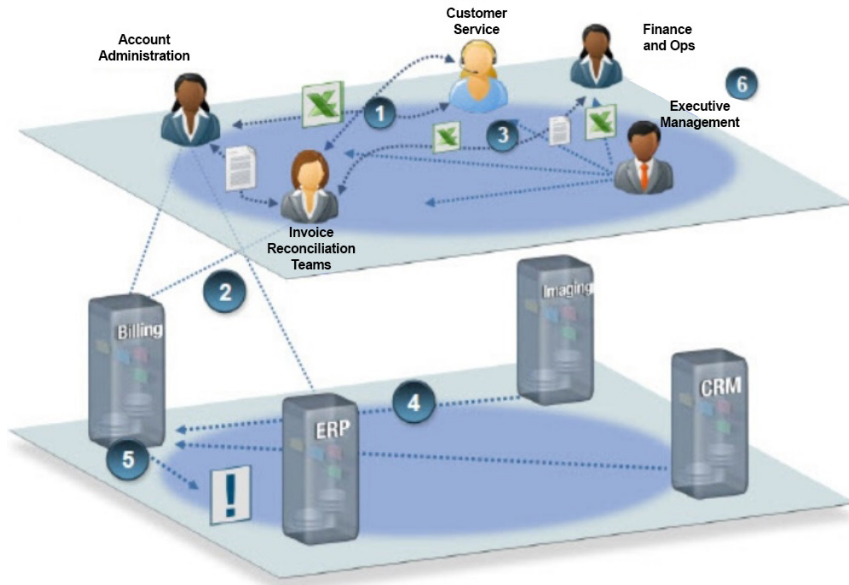 Customer
Service
Account
Administration
Finance
and Ops
6
Executive
Management
1
3
Invoice
Reconciliation
Teams
2
Imaging
Billing
CRM
4
ERP
5
!